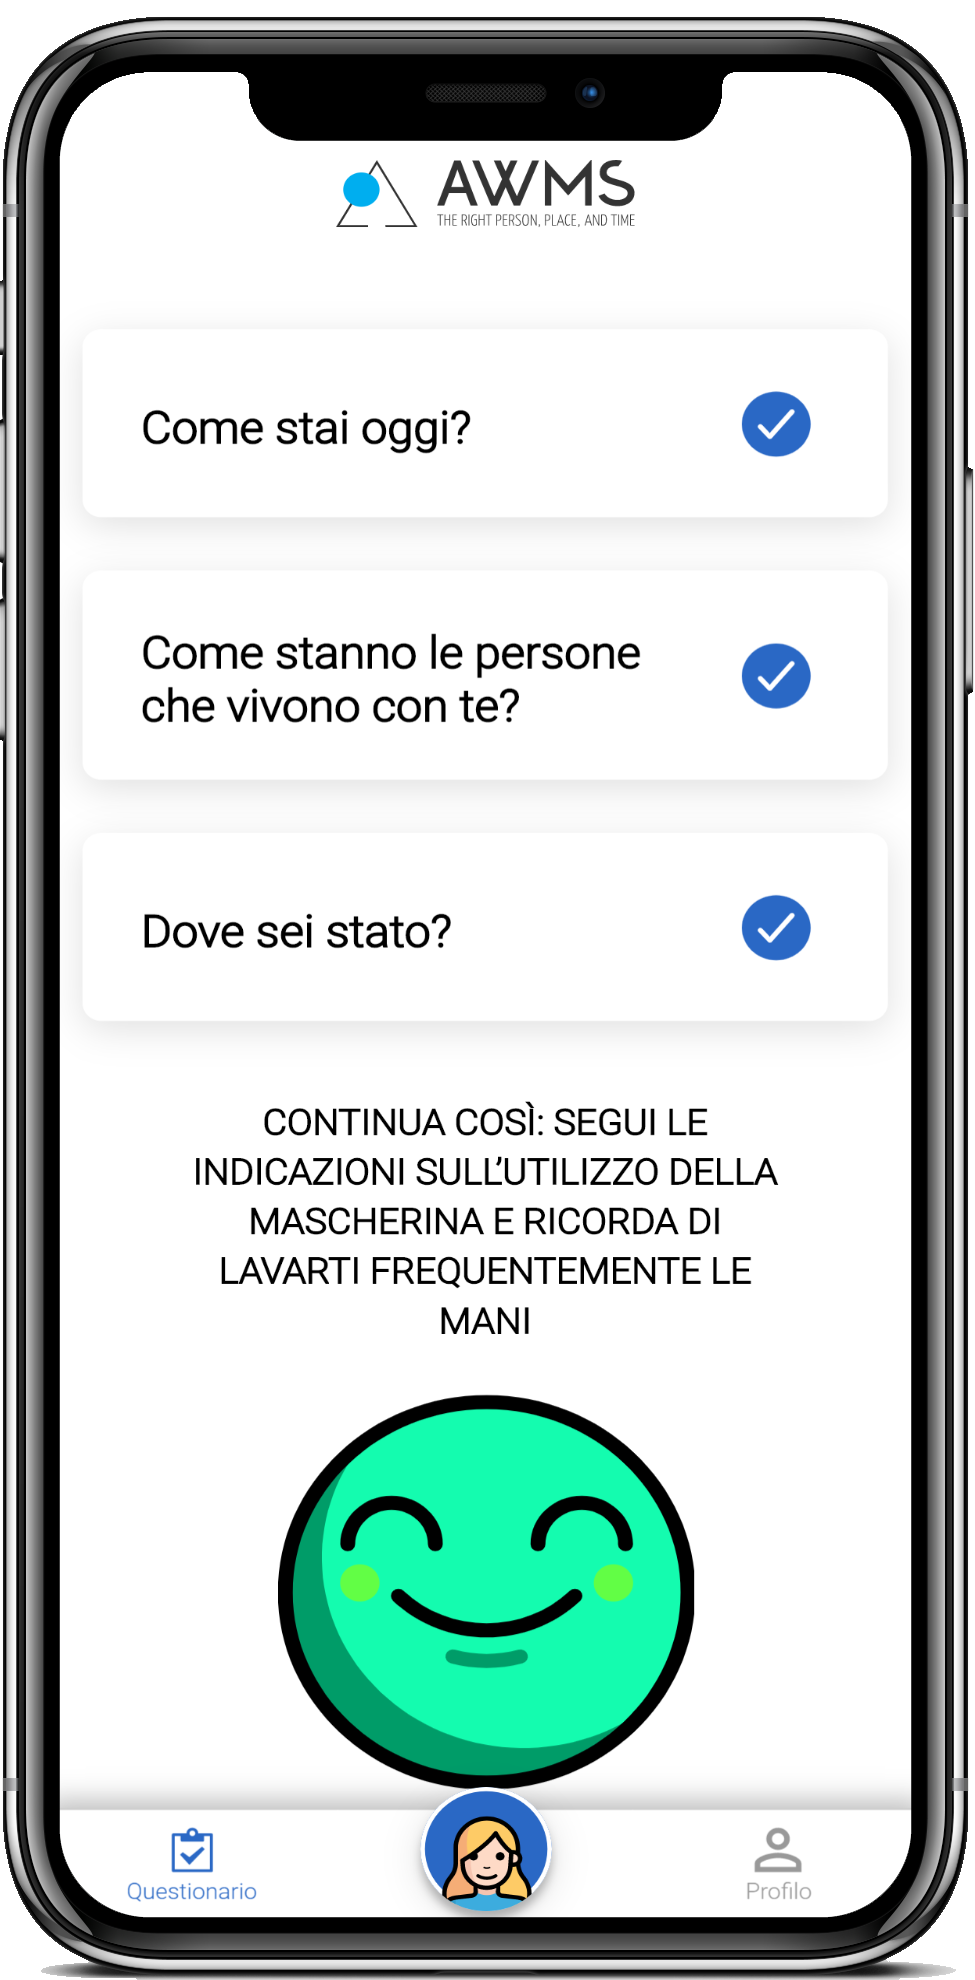 AWMS
THE RIGHT PERSON, PLACE, AND TIME
Come stai oggi?
Come stanno le persone
che vivono con te?
Dove sei stato?
CONTINUA COSÌ: SEGUI LE
INDICAZIONI SULL’UTILIZZO DELLA
MASCHERINA E RICORDA DI
LAVARTI FREQUENTEMENTE LE
MANI
Questionario
Profilo